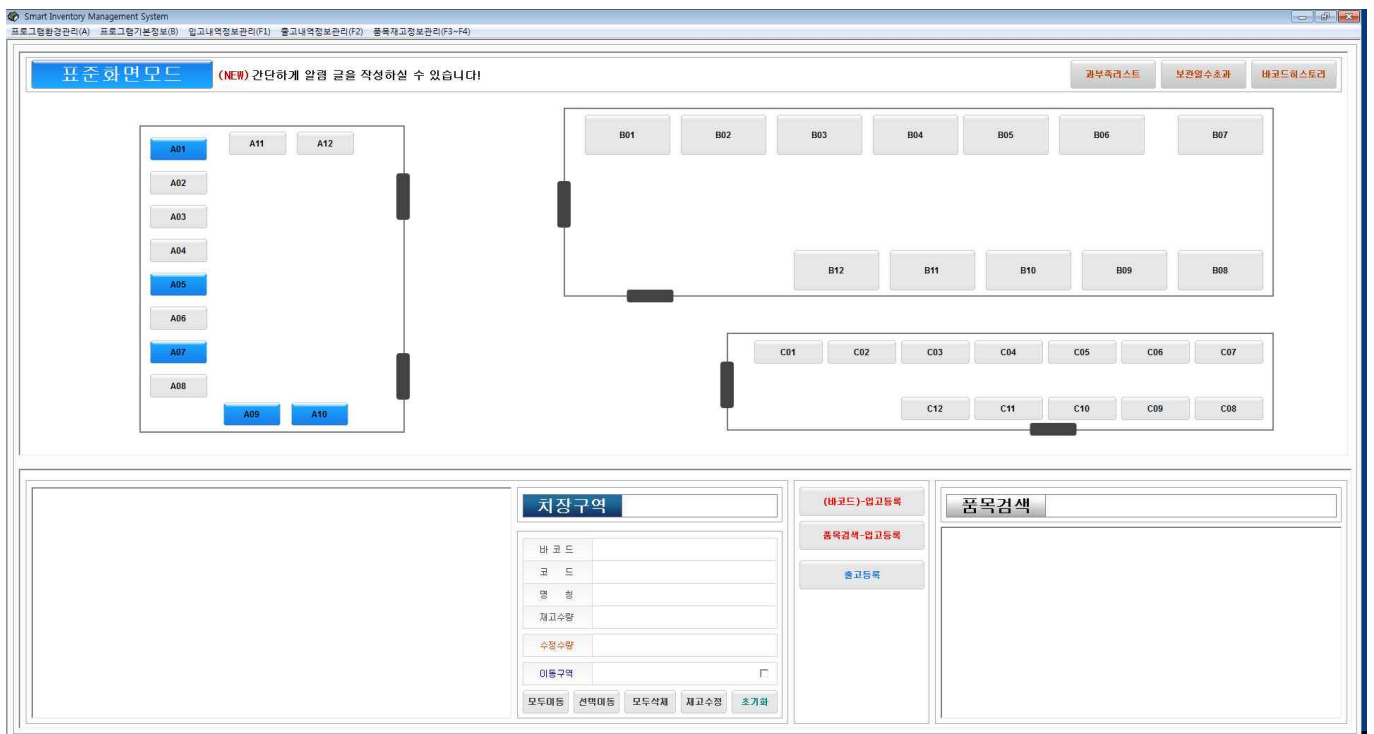 Smart Inventory Management System
프로그램환경관리(A) 프로그램기본정보(B) 입고내역정보관리(F1) 출고내역정보관리(F2) 품목재고정보관리(F3~F4)
표준화면모드 (NEW) 간단하게 알림 글을 작성하실 수 있습니다! 과부족리스트 보관일수초과 바코드히스토리
A01 A11 A12
A02
A03
A04
A05
A06
A07
A08
A09 A10
B01 B02 B03 B04 B05 B06 B07
B12 B11 B10 B09 B08
C01 C02 C03 C04 C05 C06 C07
C12 C11 C10 C09 C08
치장구역
바 코 드
코 드
명 칭
재고수량
수정수량
이동구역
모두이동 선택이동 모두삭제 재고수정 초기화
(바코드)-입고등록
품목검색-입고등록
출고등록
품목검색